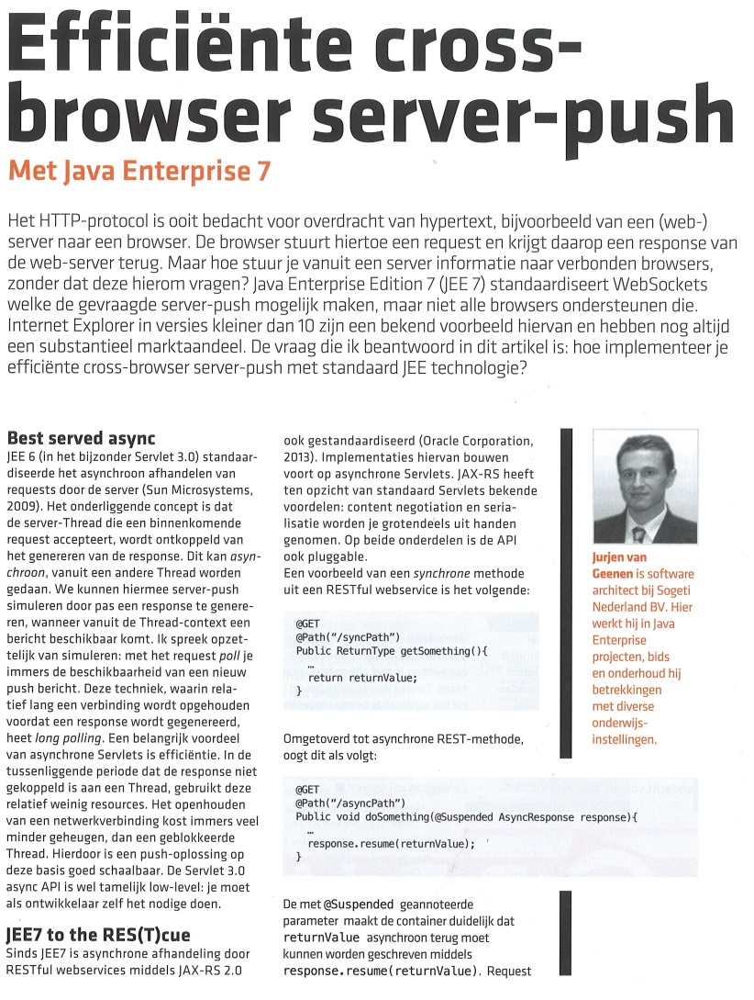 Efficiënte cross-
browser server-push
Met Java Enterprise 7
Het HTTP-protocol is ooit bedacht voor overdracht van hypertext, bijvoorbeeld van een (web-)
server naar een browser. De browser stuurt hiertoe een request en krijgt daarop een response van
de web-server terug. Maar hoe stuur je vanuit een server informatie naar verbonden browsers,
zonder dat deze hierom vragen? Java Enterprise Edition 7 (JEE 7) standaardiseert WebSockets
welke de gevraagde server-push mogelijk maken, maar niet alle browsers ondersteunen die.
Internet Explorer in versies kleiner dan 10 zijn een bekend voorbeeld hiervan en hebben nog altijd
een substantieel marktaandeel. De vraag die ik beantwoord in dit artikel is: hoe implementeer je
efficiënte cross-browser server-push met standaard JEE technologie?
Best served async
JEE 6 (in het bijzonder Servlet 3.0) standaar-
diseerde het asynchroon afhandelen van
requests door de server (Sun Microsystems,
2009). Het onderliggende concept is dat
de server-Thread die een binnenkomende
request accepteert, wordt ontkoppeld van
het genereren van de response. Dit kan asyn-
chroon, vanuit een andere Thread worden
gedaan. We kunnen hiermee server-push
simuleren door pas een response te genere-
ren, wanneer vanuit de Thread-context een
bericht beschikbaar komt. Ik spreek opzet-
telijk van simuleren: met het request poll je
immers de beschikbaarheid van een nieuw
push bericht. Deze techniek, waarin rela-
tief lang een verbinding wordt opgehouden
voordat een response wordt gegenereerd,
heet long polling. Een belangrijk voordeel
van asynchrone Servlets is efficiëntie. In de
tussenliggende periode dat de response niet
gekoppeld is aan een Thread, gebruikt deze
relatief weinig resources. Het openhouden
van een netwerkverbinding kost immers veel
minder geheugen, dan een geblokkeerde
Thread. Hierdoor is een push-oplossing op
deze basis goed schaalbaar. De Servlet 3.0
async API is wel tamelijk low-level: je moet
als ontwikkelaar zelf het nodige doen.
JEE7 to the RES(T)cue
Sinds JEE7 is asynchrone afhandeling door
RESTful webservices middels JAX-RS 2.0
ook gestandaardiseerd (Oracle Corporation,
2013). Implementaties hiervan bouwen
voort op asynchrone Servlets. JAX-RS heeft
ten opzicht van standaard Servlets bekende
voordelen: content negotiation en seria-
lisatie worden je grotendeels uit handen
genomen. Op beide onderdelen is de API
ook pluggable.
Een voorbeeld van een synchrone methode
uit een RESTful webservice is het volgende:
@GET
@Path(“/syncPath”)
Public ReturnType getSomething(){
…
return returnValue;
}
Omgetoverd tot asynchrone REST-methode,
oogt dit als volgt:
@GET
@Path(“/asyncPath”)
Public void doSomething(@Suspended AsyncResponse response){
…
response.resume(returnValue);
}
De met @Suspended geannoteerde
parameter maakt de container duidelijk dat
returnValue asynchroon terug moet
kunnen worden geschreven middels
response.resume(returnValue). Request
Jurjen van
Geenen is software
architect bij Sogeti
Nederland BV. Hier
werkt hij in Java
Enterprise
projecten, bids
en onderhoud hij
betrekkingen
met diverse
onderwijs-
instellingen.